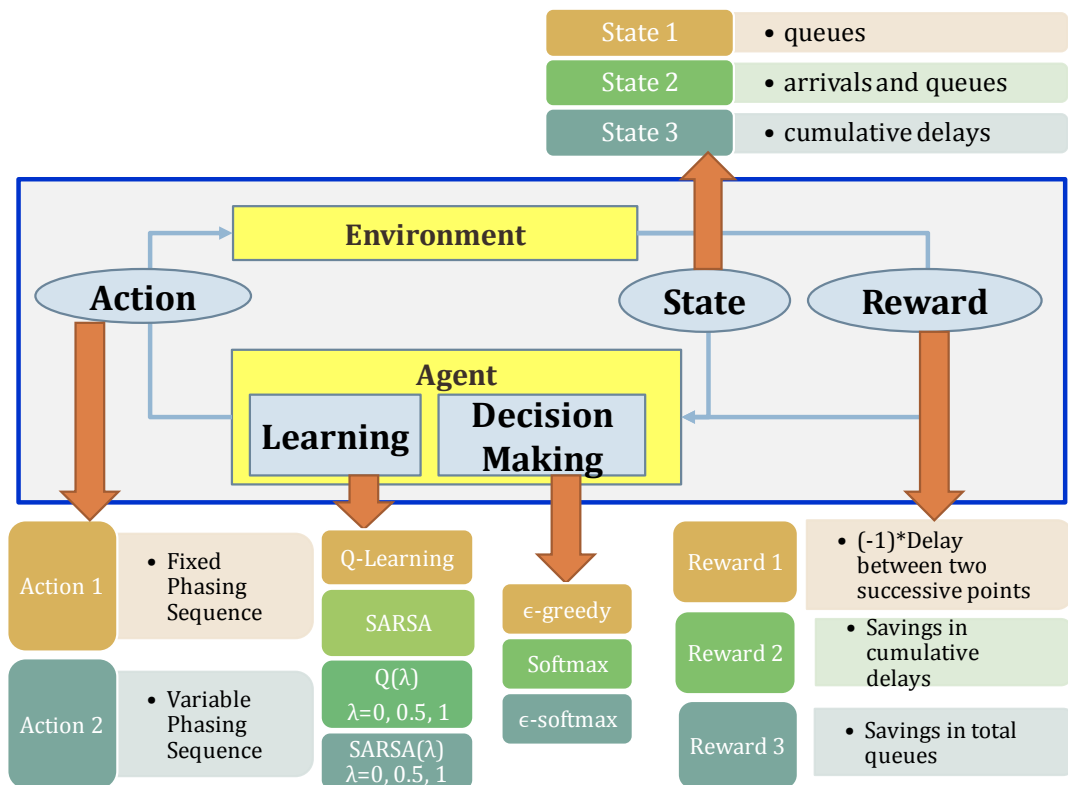 State 1
• queues
State 2
• arrivals and queues
State 3
• cumulative delays
Environment
Action
State
Reward
Agent
Learning
Decision
Making
Action 1
• Fixed
Phasing
Sequence
Action 2
• Variable
Phasing
Sequence
Q-Learning
SARSA
Q(λ)
λ=0, 0.5, 1
SARSA(λ)
λ=0, 0.5, 1
ϵ-greedy
Softmax
ϵ-softmax
Reward 1
• (-1)*Delay
between two
successive points
Reward 2
• Savings in
cumulative
delays
Reward 3
• Savings in total
queues